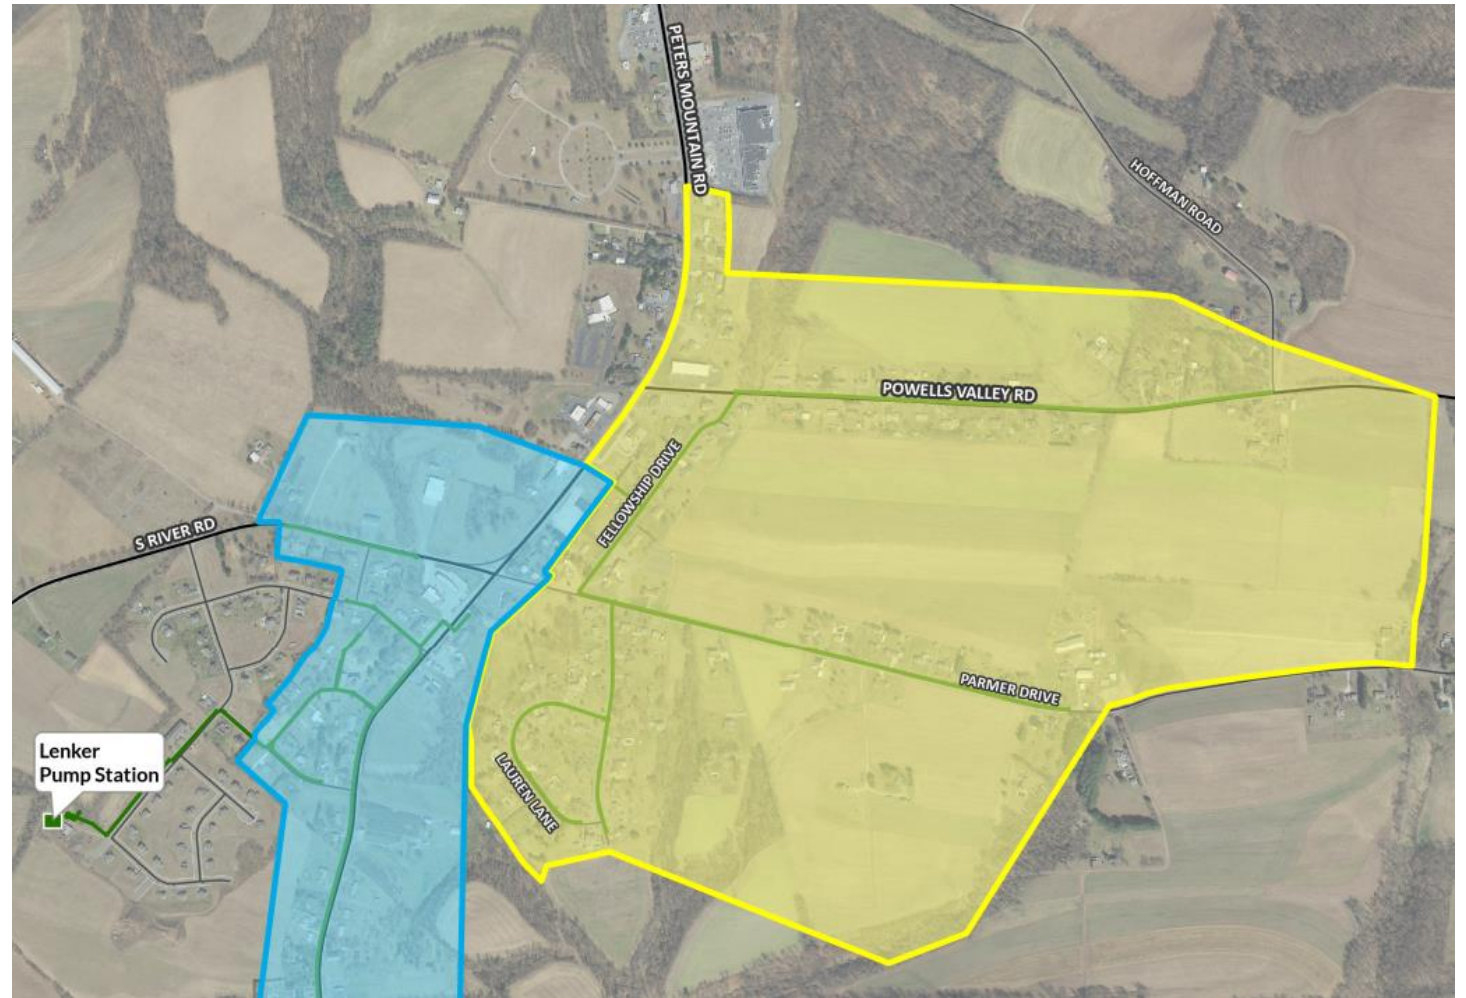 PETERS MOUNTAIN RD
HOFFMAN ROAD
POWELLS VALLEY RD
FELLOWSHIP DRIVE
S RIVER RD
PARMER DRIVE
Lenker
Pump Station
LAUREN LANE